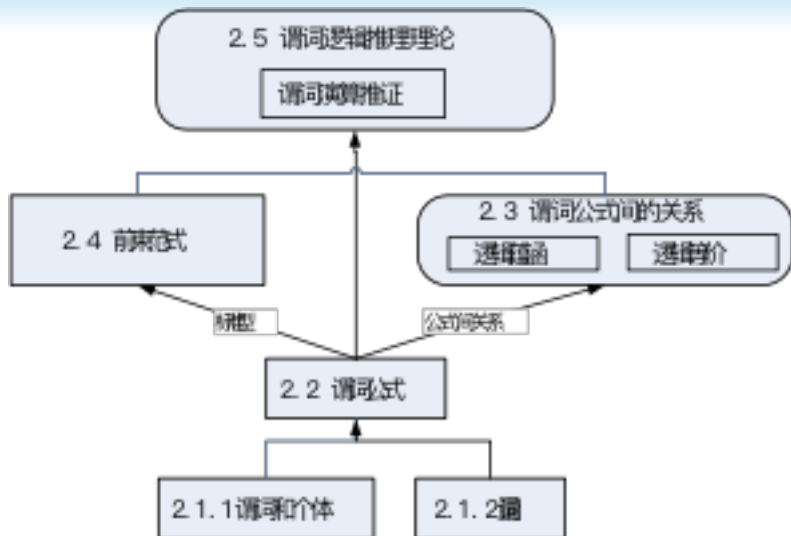 2.5 谓词逻辑推理理论
谓词演算推证
2.4 前束范式
2.3 谓词公式间的关系
逻辑蕴涵
逻辑等价
标准型
公式间关系
2.2 谓词公式
2.1.1谓词和个体
2.1.2量词